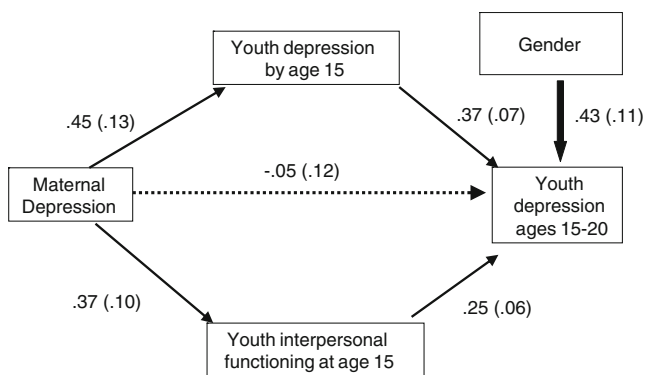 Youth depression
by age 15
Gender
.45 (.13)
.37 (.07)
.43 (.11)
Maternal
Depression
-.05 (.12)
Youth
depression
ages 15-20
.37 (.10)
.25 (.06)
Youth interpersonal
functioning at age 15